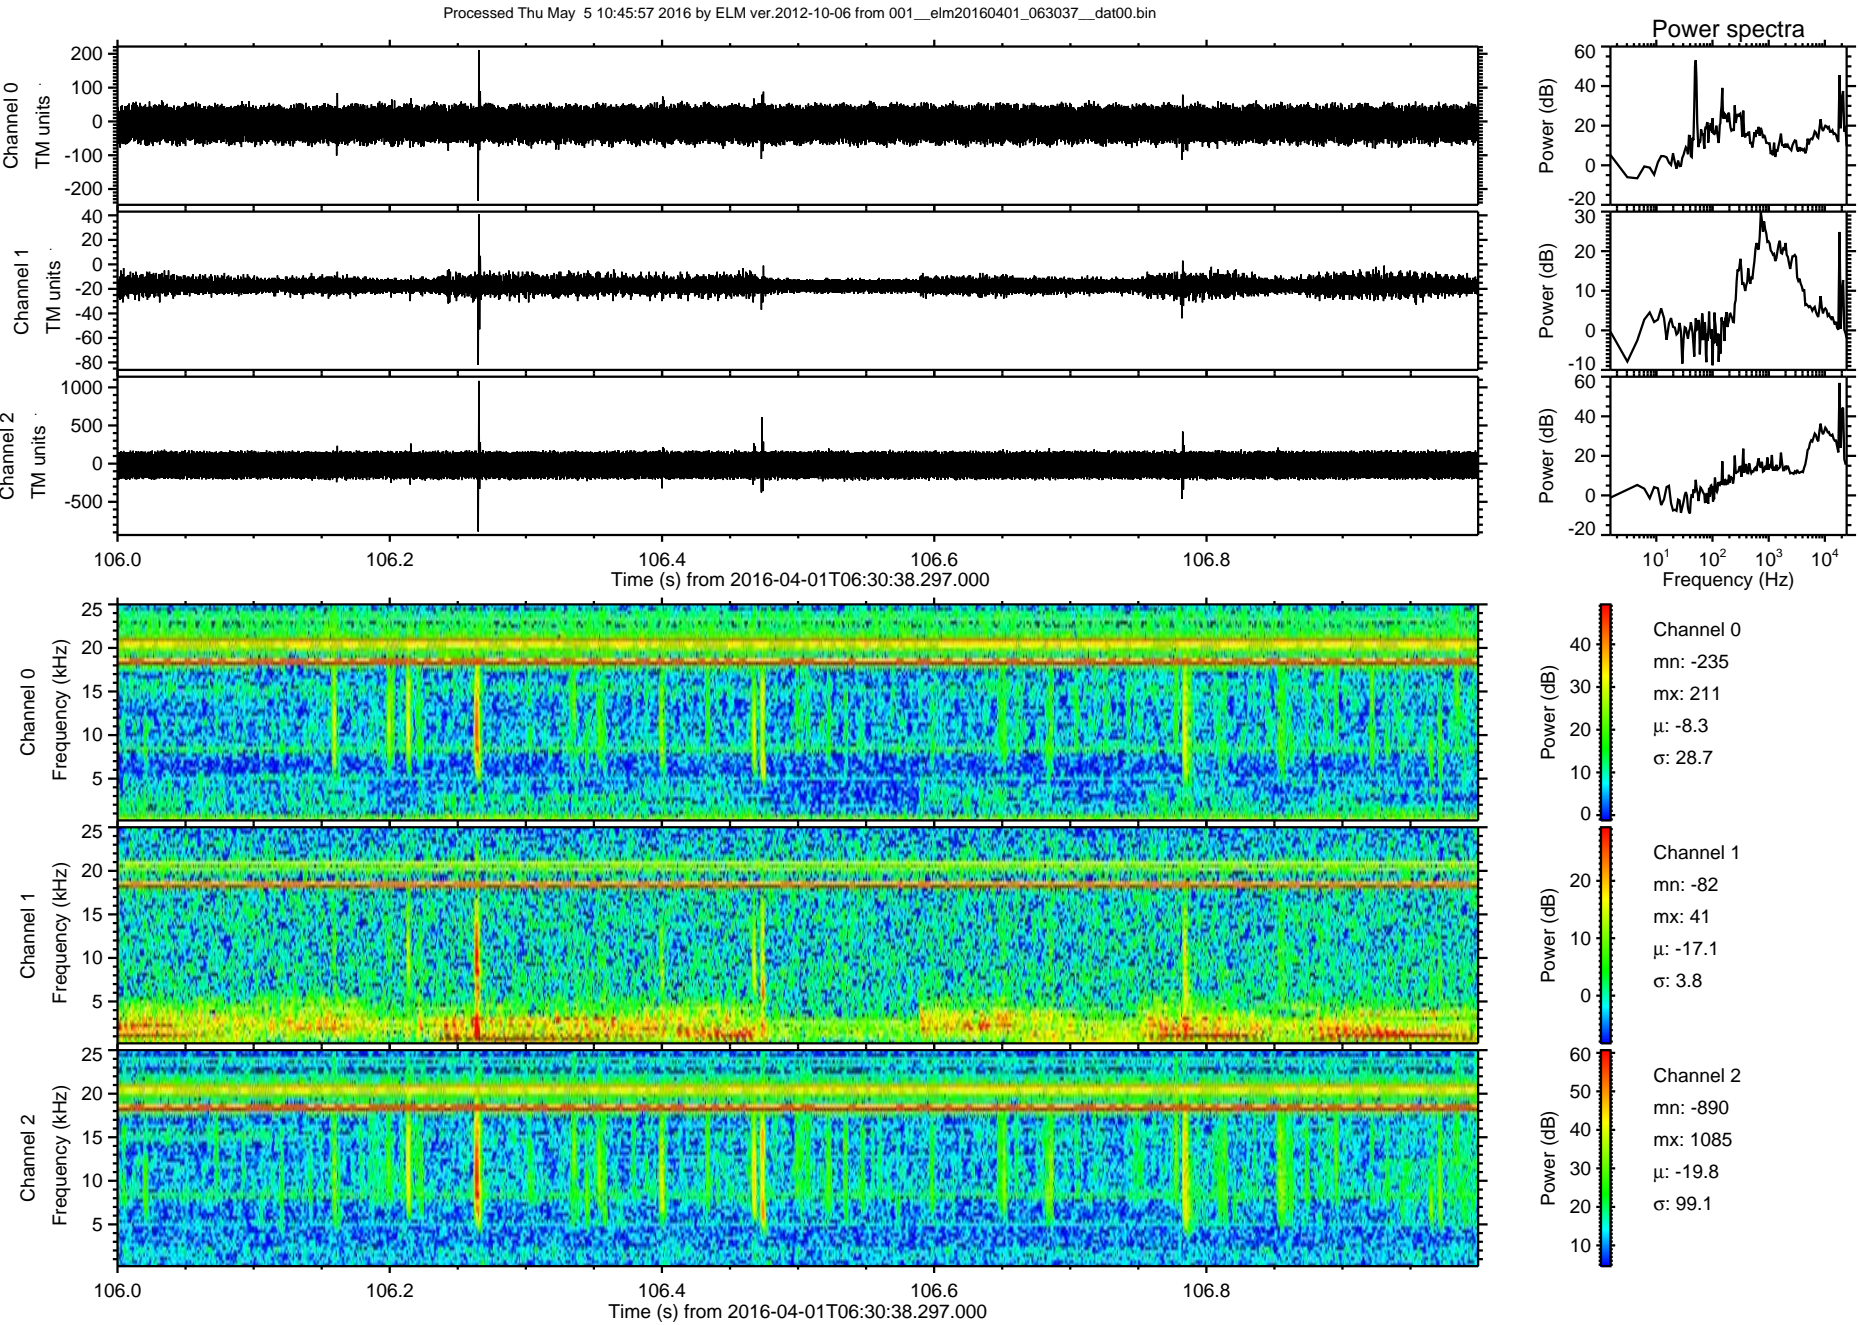 Processed Thu May  5 10:45:57 2016 by ELM ver.2012-10-06 from 001__elm20160401_063037__dat00.bin
Power spectra
Channel 0
TM units
200
100
0
-100
-200
Power (dB)
60
40
20
0
-20
Channel 1
TM units
40
20
0
-20
-40
-60
-80
Power (dB)
30
20
10
0
-10
Channel 2
TM units
1000
500
0
-500
Power (dB)
60
40
20
0
-20
106.0 106.2 106.4 106.6 106.8
Time (s) from 2016-04-01T06:30:38.297.000
10¹ 10² 10³ 10⁴
Frequency (Hz)
Channel 0
Frequency (kHz)
25
20
15
10
5
Power (dB)
40
30
20
10
0
Channel 0
mn: -235
mx: 211
μ: -8.3
σ: 28.7
Channel 1
Frequency (kHz)
25
20
15
10
5
Power (dB)
20
10
0
Channel 1
mn: -82
mx: 41
μ: -17.1
σ: 3.8
Channel 2
Frequency (kHz)
25
20
15
10
5
Power (dB)
60
50
40
30
20
10
Channel 2
mn: -890
mx: 1085
μ: -19.8
σ: 99.1
106.0 106.2 106.4 106.6 106.8
Time (s) from 2016-04-01T06:30:38.297.000